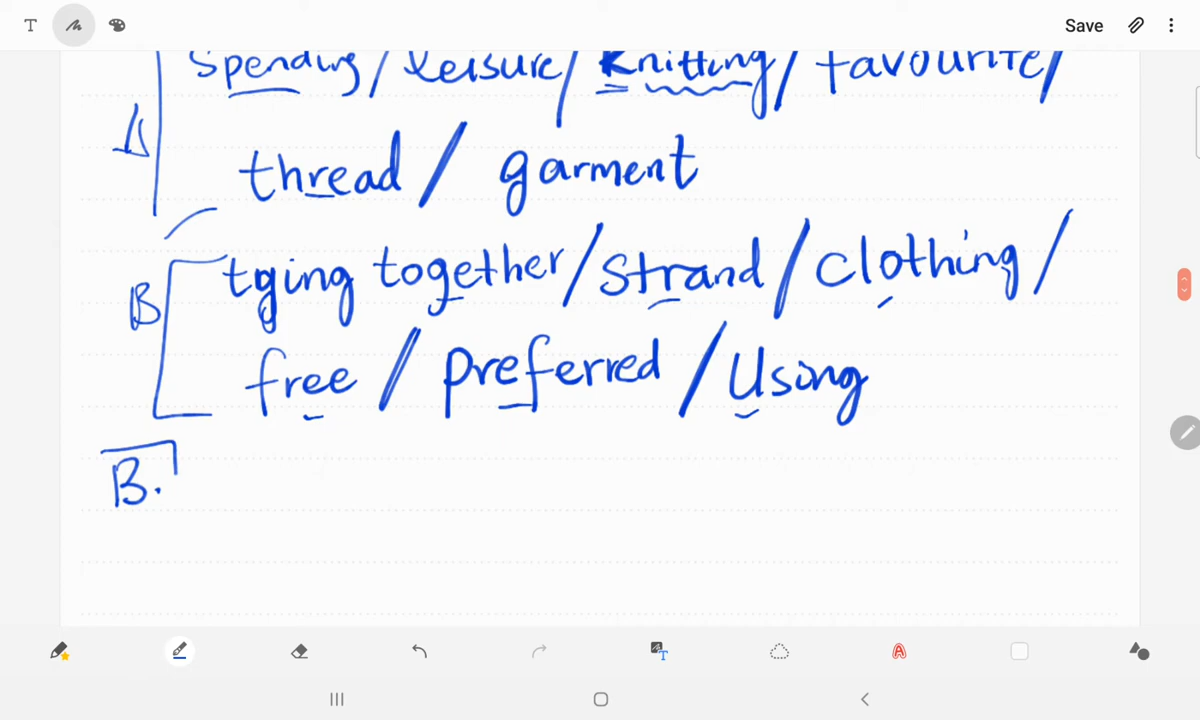 T Save
Spending / leisure / Knitting / favourite /
A
thread / garment
tying together / strand / clothing /
B
free / preferred / Using
B.